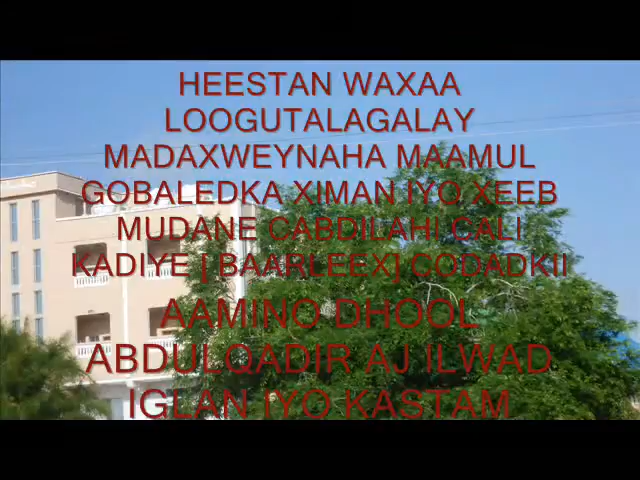 HEESTAN WAXAA
LOOGUTALAGALAY
MADAXWEYNAHA MAAMUL
GOBALEDKA XIMAN IYO XEEB
MUDANE CABDILAHI CALI
KADIYE [ BAARLEEX] CODADKII
AAMINO DHOOL
ABDULQADIR AJ ILWAD
IGLAN IYO KASTAM